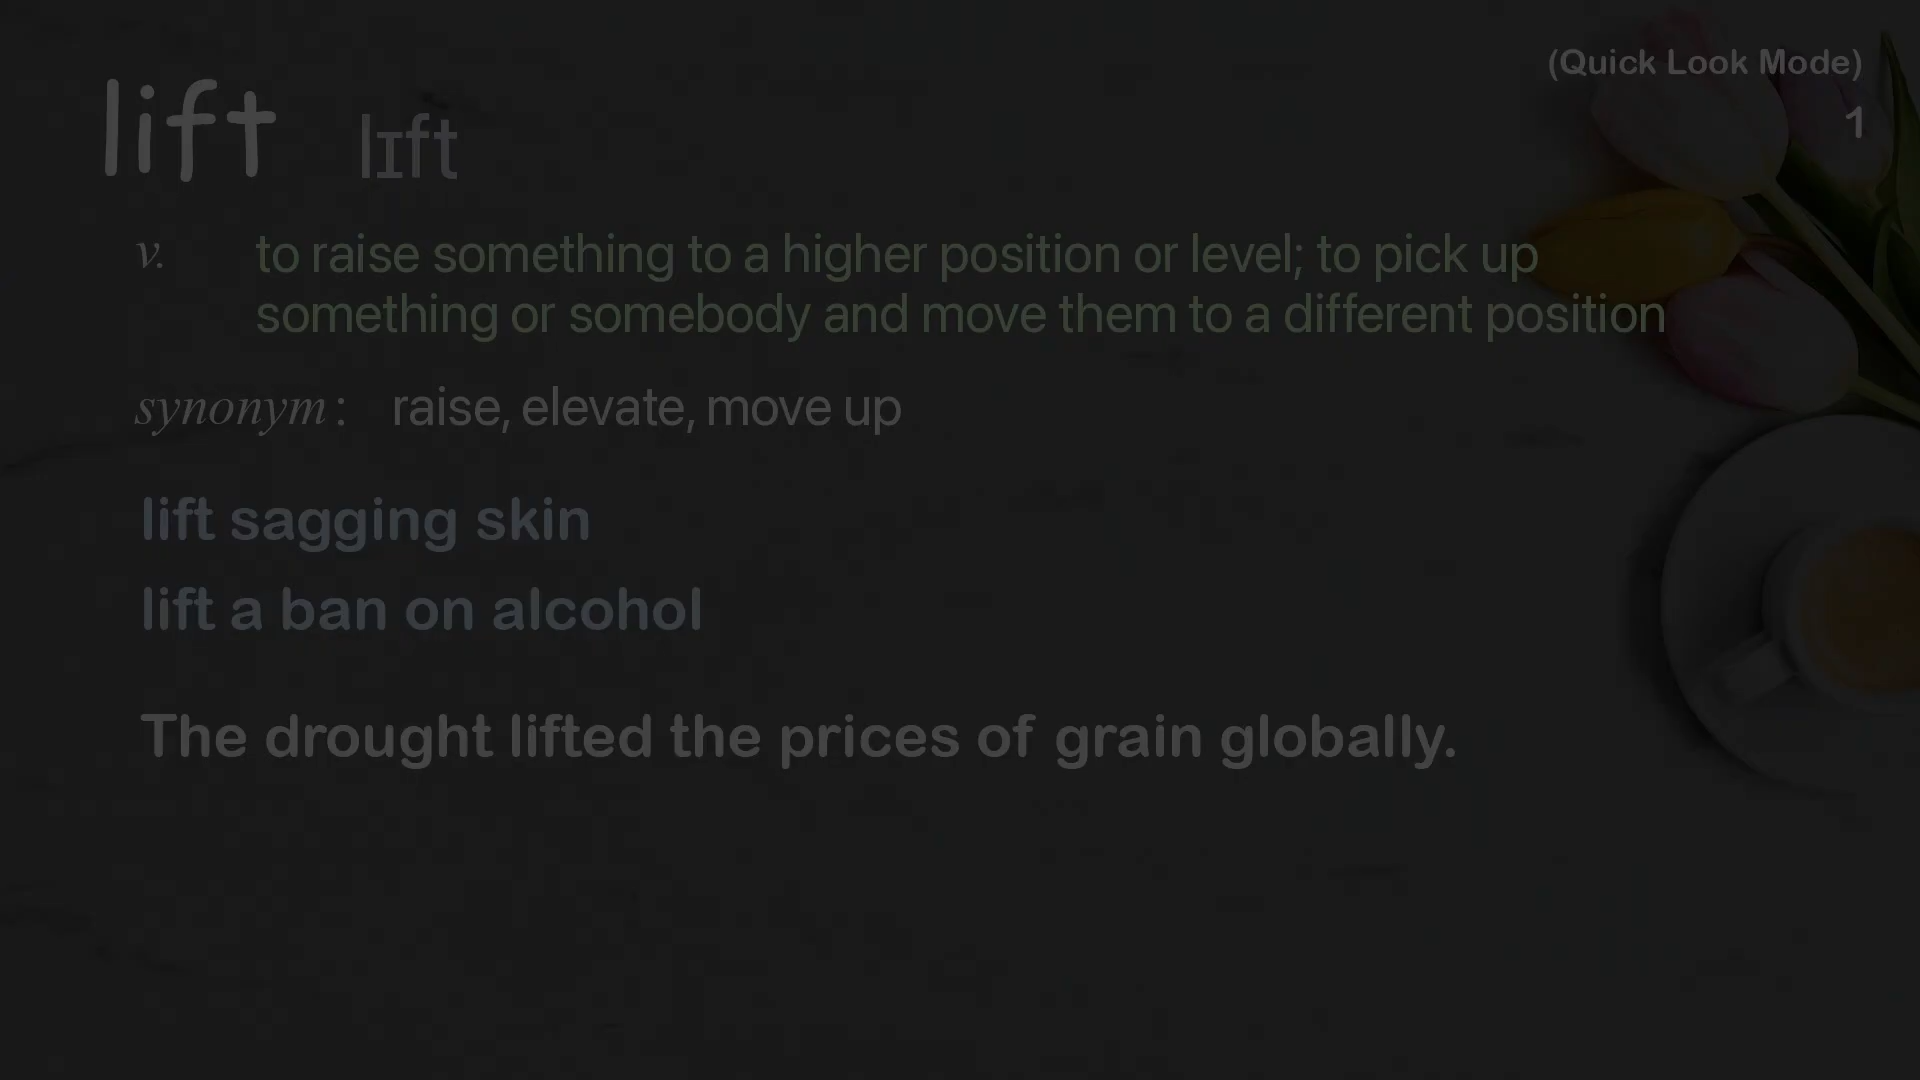 (Quick Look Mode)
1
lift lɪft
v. to raise something to a higher position or level; to pick up
something or somebody and move them to a different position
synonym : raise, elevate, move up
lift sagging skin
lift a ban on alcohol
The drought lifted the prices of grain globally.